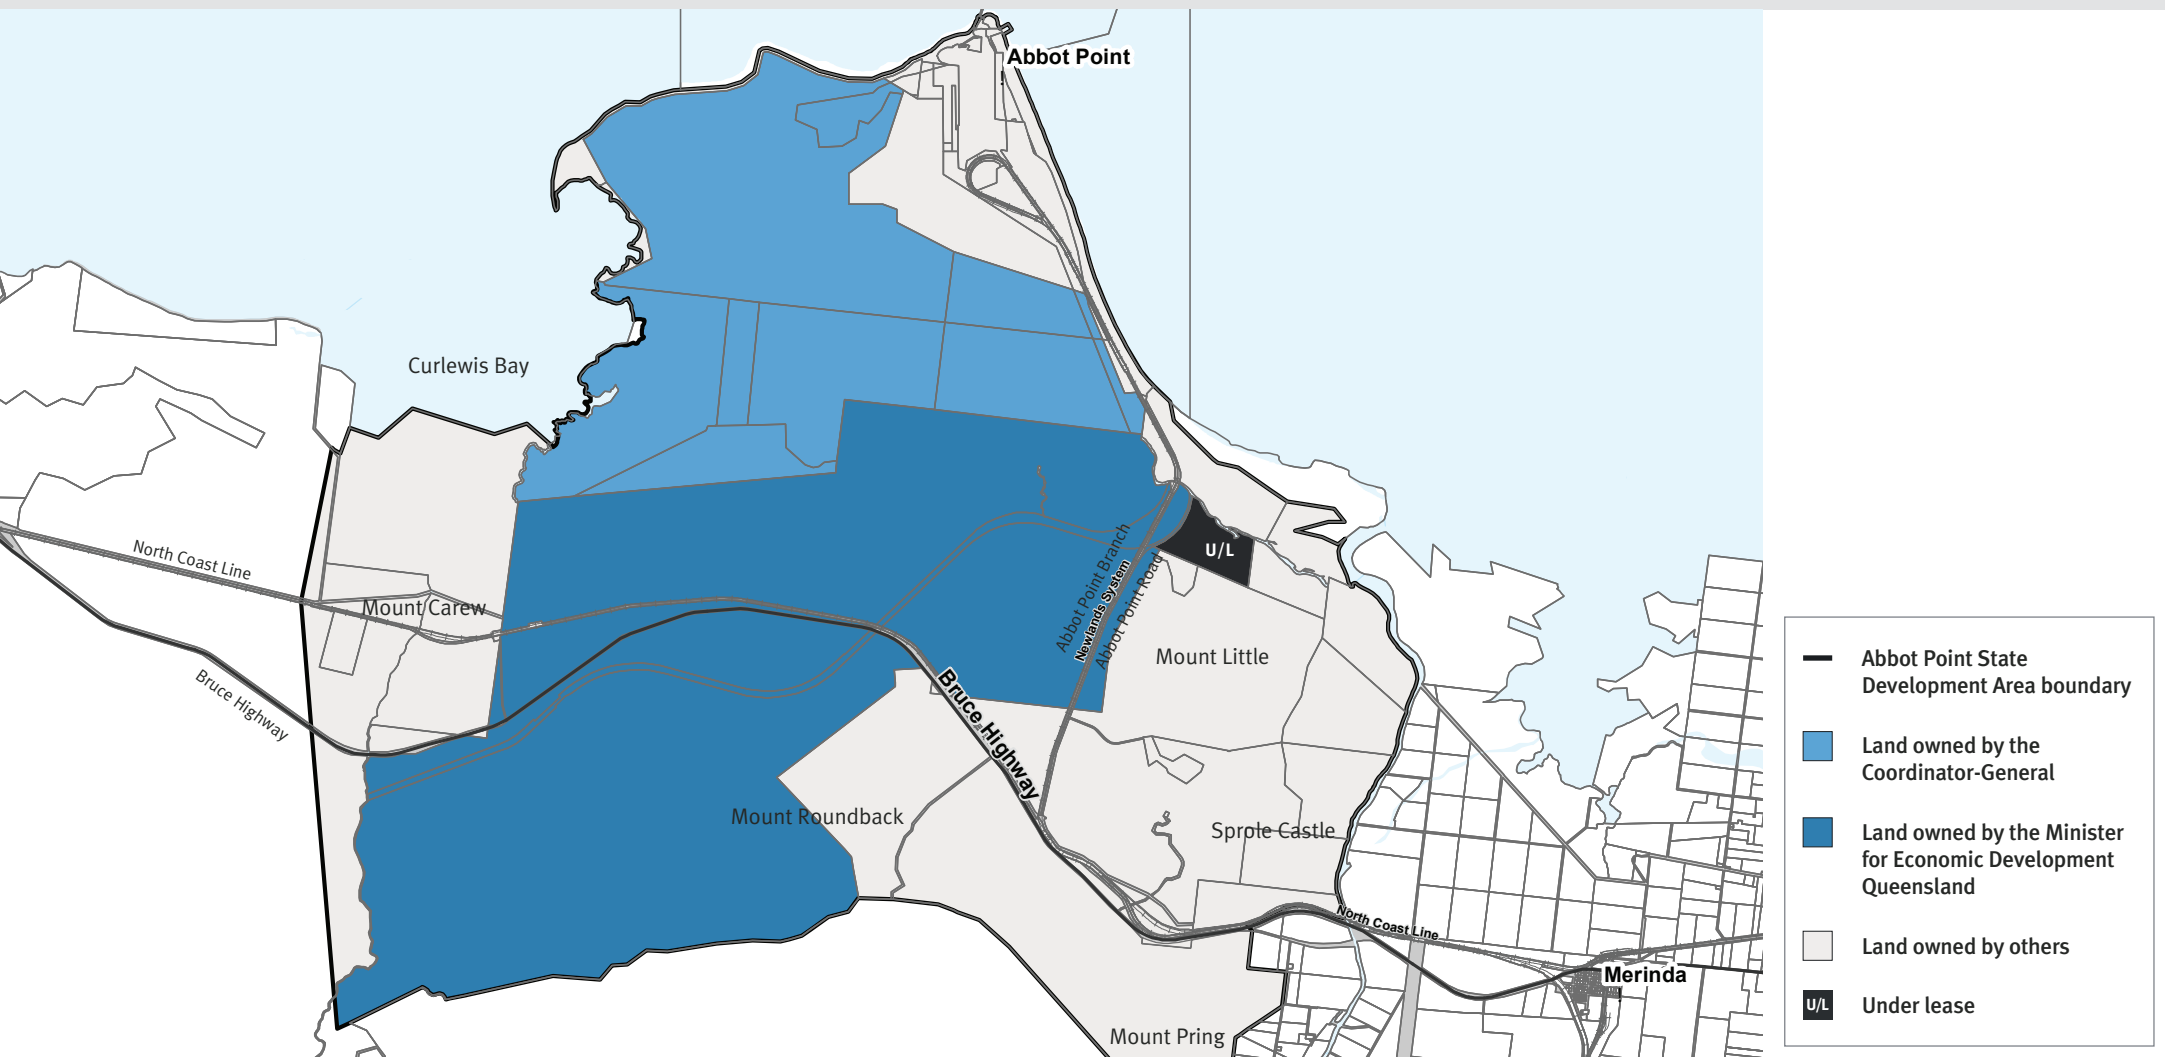 Abbot Point
Curlewis Bay
North Coast Line
U/L
Abbot Point Branch
Newlands System
Abbot Point Road
Mount Carew
Mount Little
Bruce Highway
Bruce Highway
Mount Roundback
Sprole Castle
North Coast Line
Merinda
Mount Pring
Abbot Point State
Development Area boundary
Land owned by the
Coordinator-General
Land owned by the Minister
for Economic Development
Queensland
Land owned by others
U/L
Under lease